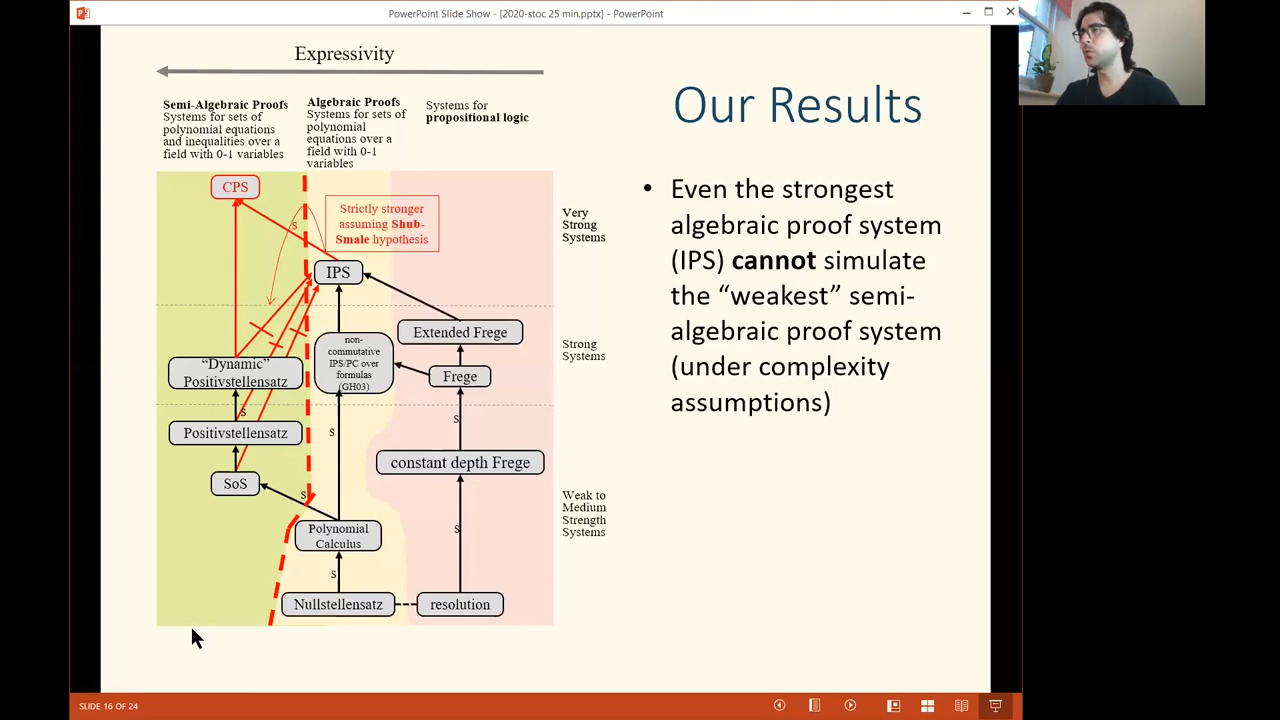 PowerPoint Slide Show - [2020-stoc 25 min.pptx] - PowerPoint
Expressivity
Semi-Algebraic Proofs
Systems for sets of
polynomial equations
and inequalities over a
field with 0-1 variables
Algebraic Proofs
Systems for sets of
polynomial
equations over a
field with 0-1
variables
Systems for
propositional logic
CPS
Strictly stronger
assuming Shub-
Smale hypothesis
S
IPS
Very
Strong
Systems
Extended Frege
non-
commutative
IPS/PC over
formulas
(GH03)
Frege
Strong
Systems
"Dynamic"
Positivstellensatz
S
Positivstellensatz
S
S
constant depth Frege
SoS
S
Polynomial
Calculus
S
Weak to
Medium
Strength
Systems
S
Nullstellensatz
resolution
Our Results
• Even the strongest
algebraic proof system
(IPS) cannot simulate
the “weakest” semi-
algebraic proof system
(under complexity
assumptions)
SLIDE 16 OF 24